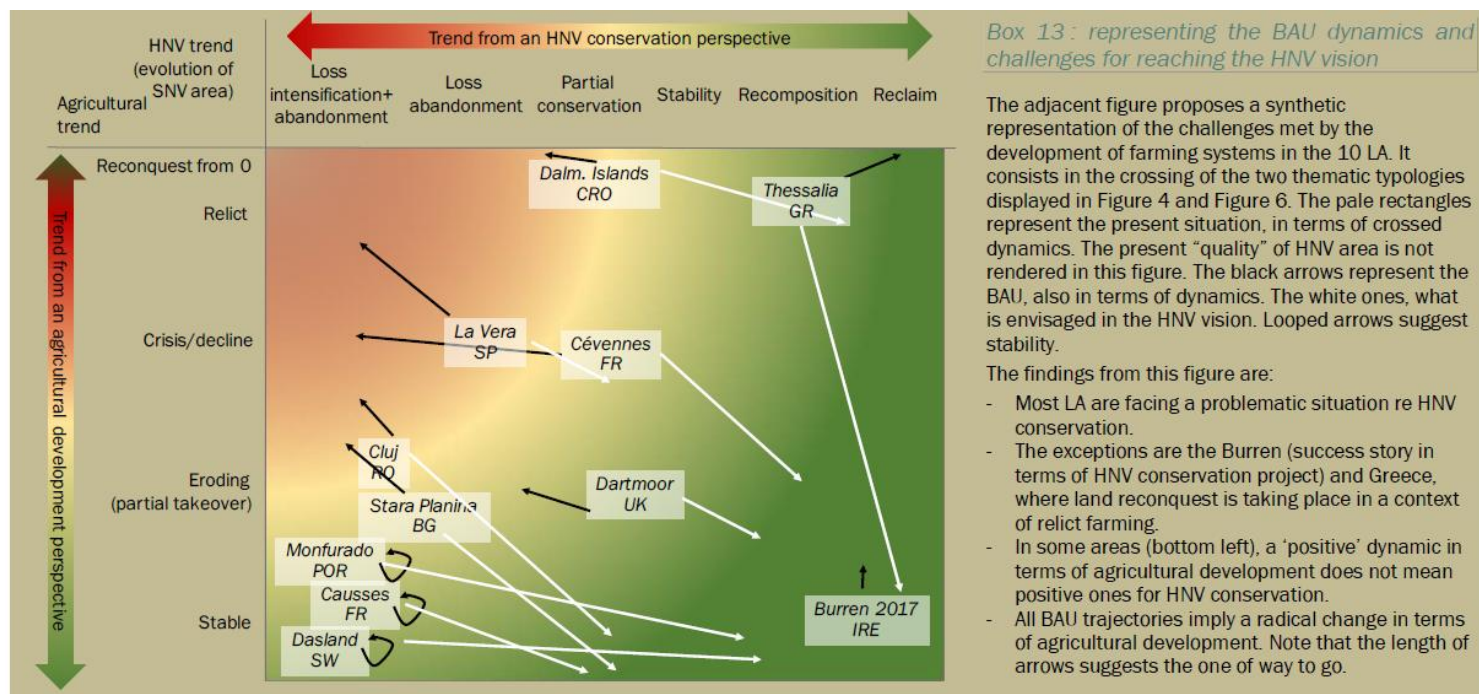 HNV trend
(evolution of
SNV area)
Agricultural
trend
Trend from an HNV conservation perspective
Loss
intensification+
abandonment
Loss
abandonment
Partial
conservation
Stability
Recomposition
Reclaim
Trend from an agricultural development perspective
Reconquest from 0
Relict
Crisis/decline
Eroding
(partial takeover)
Stable
Dalm. Islands
CRO
Thessalia
GR
La Vera
SP
Cévennes
FR
Cluj
RO
Stara Planina
BG
Dartmoor
UK
Monfurado
POR
Causses
FR
Dasland
SW
Burren 2017
IRE
Box 13 : representing the BAU dynamics and
challenges for reaching the HNV vision
The adjacent figure proposes a synthetic
representation of the challenges met by the
development of farming systems in the 10 LA. It
consists in the crossing of the two thematic typologies
displayed in Figure 4 and Figure 6. The pale rectangles
represent the present situation, in terms of crossed
dynamics. The present “quality” of HNV area is not
rendered in this figure. The black arrows represent the
BAU, also in terms of dynamics. The white ones, what
is envisaged in the HNV vision. Looped arrows suggest
stability.
The findings from this figure are:
- Most LA are facing a problematic situation re HNV
conservation.
- The exceptions are the Burren (success story in
terms of HNV conservation project) and Greece,
where land reconquest is taking place in a context
of relict farming.
- In some areas (bottom left), a ‘positive’ dynamic in
terms of agricultural development does not mean
positive ones for HNV conservation.
- All BAU trajectories imply a radical change in terms
of agricultural development. Note that the length of
arrows suggests the one of way to go.